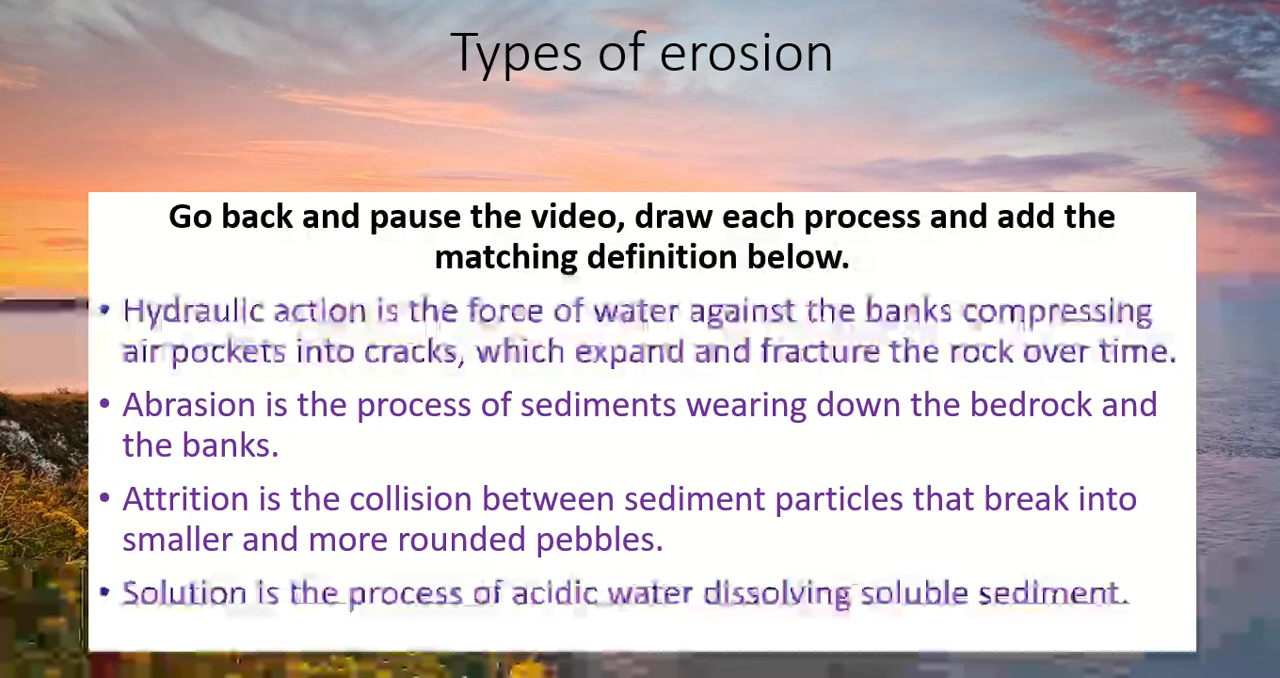 Types of erosion
Go back and pause the video, draw each process and add the
matching definition below.
• Hydraulic action is the force of water against the banks compressing
air pockets into cracks, which expand and fracture the rock over time.
• Abrasion is the process of sediments wearing down the bedrock and
the banks.
• Attrition is the collision between sediment particles that break into
smaller and more rounded pebbles.
• Solution is the process of acidic water dissolving soluble sediment.